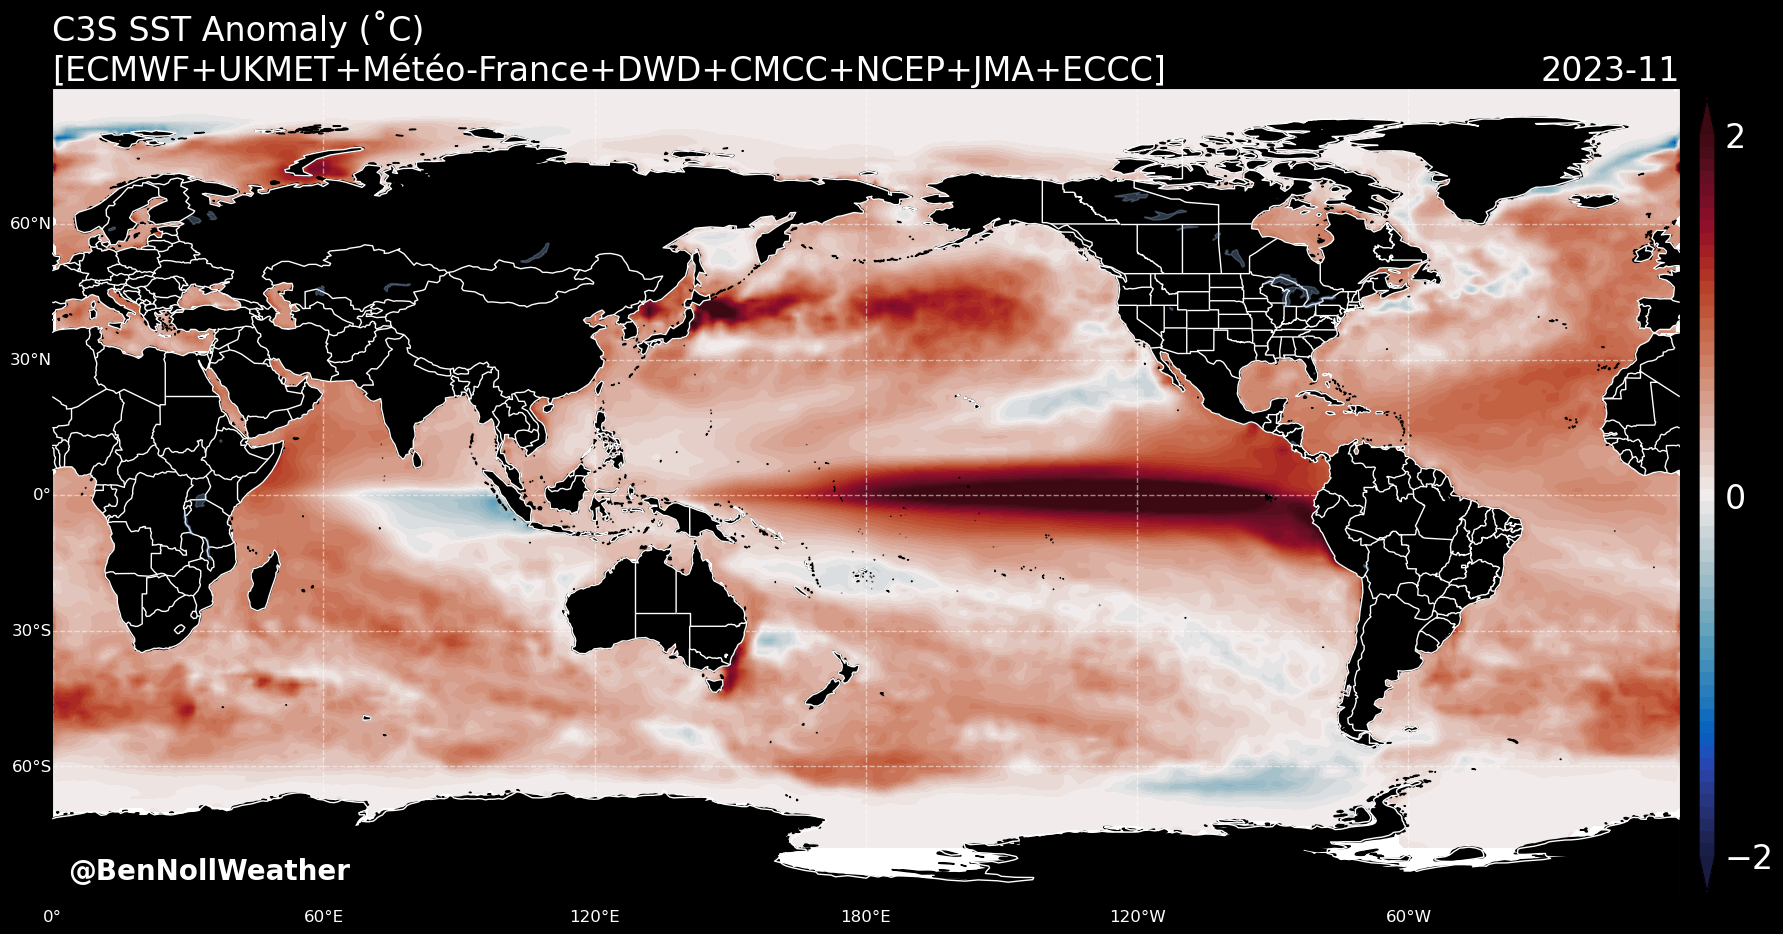 C3S SST Anomaly (˚C)
[ECMWF+UKMET+Météo-France+DWD+CMCC+NCEP+JMA+ECCC] 2023-11
2
60°N
30°N
0°
0
30°S
60°S
−2
@BenNollWeather
0° 60°E 120°E 180°E 120°W 60°W